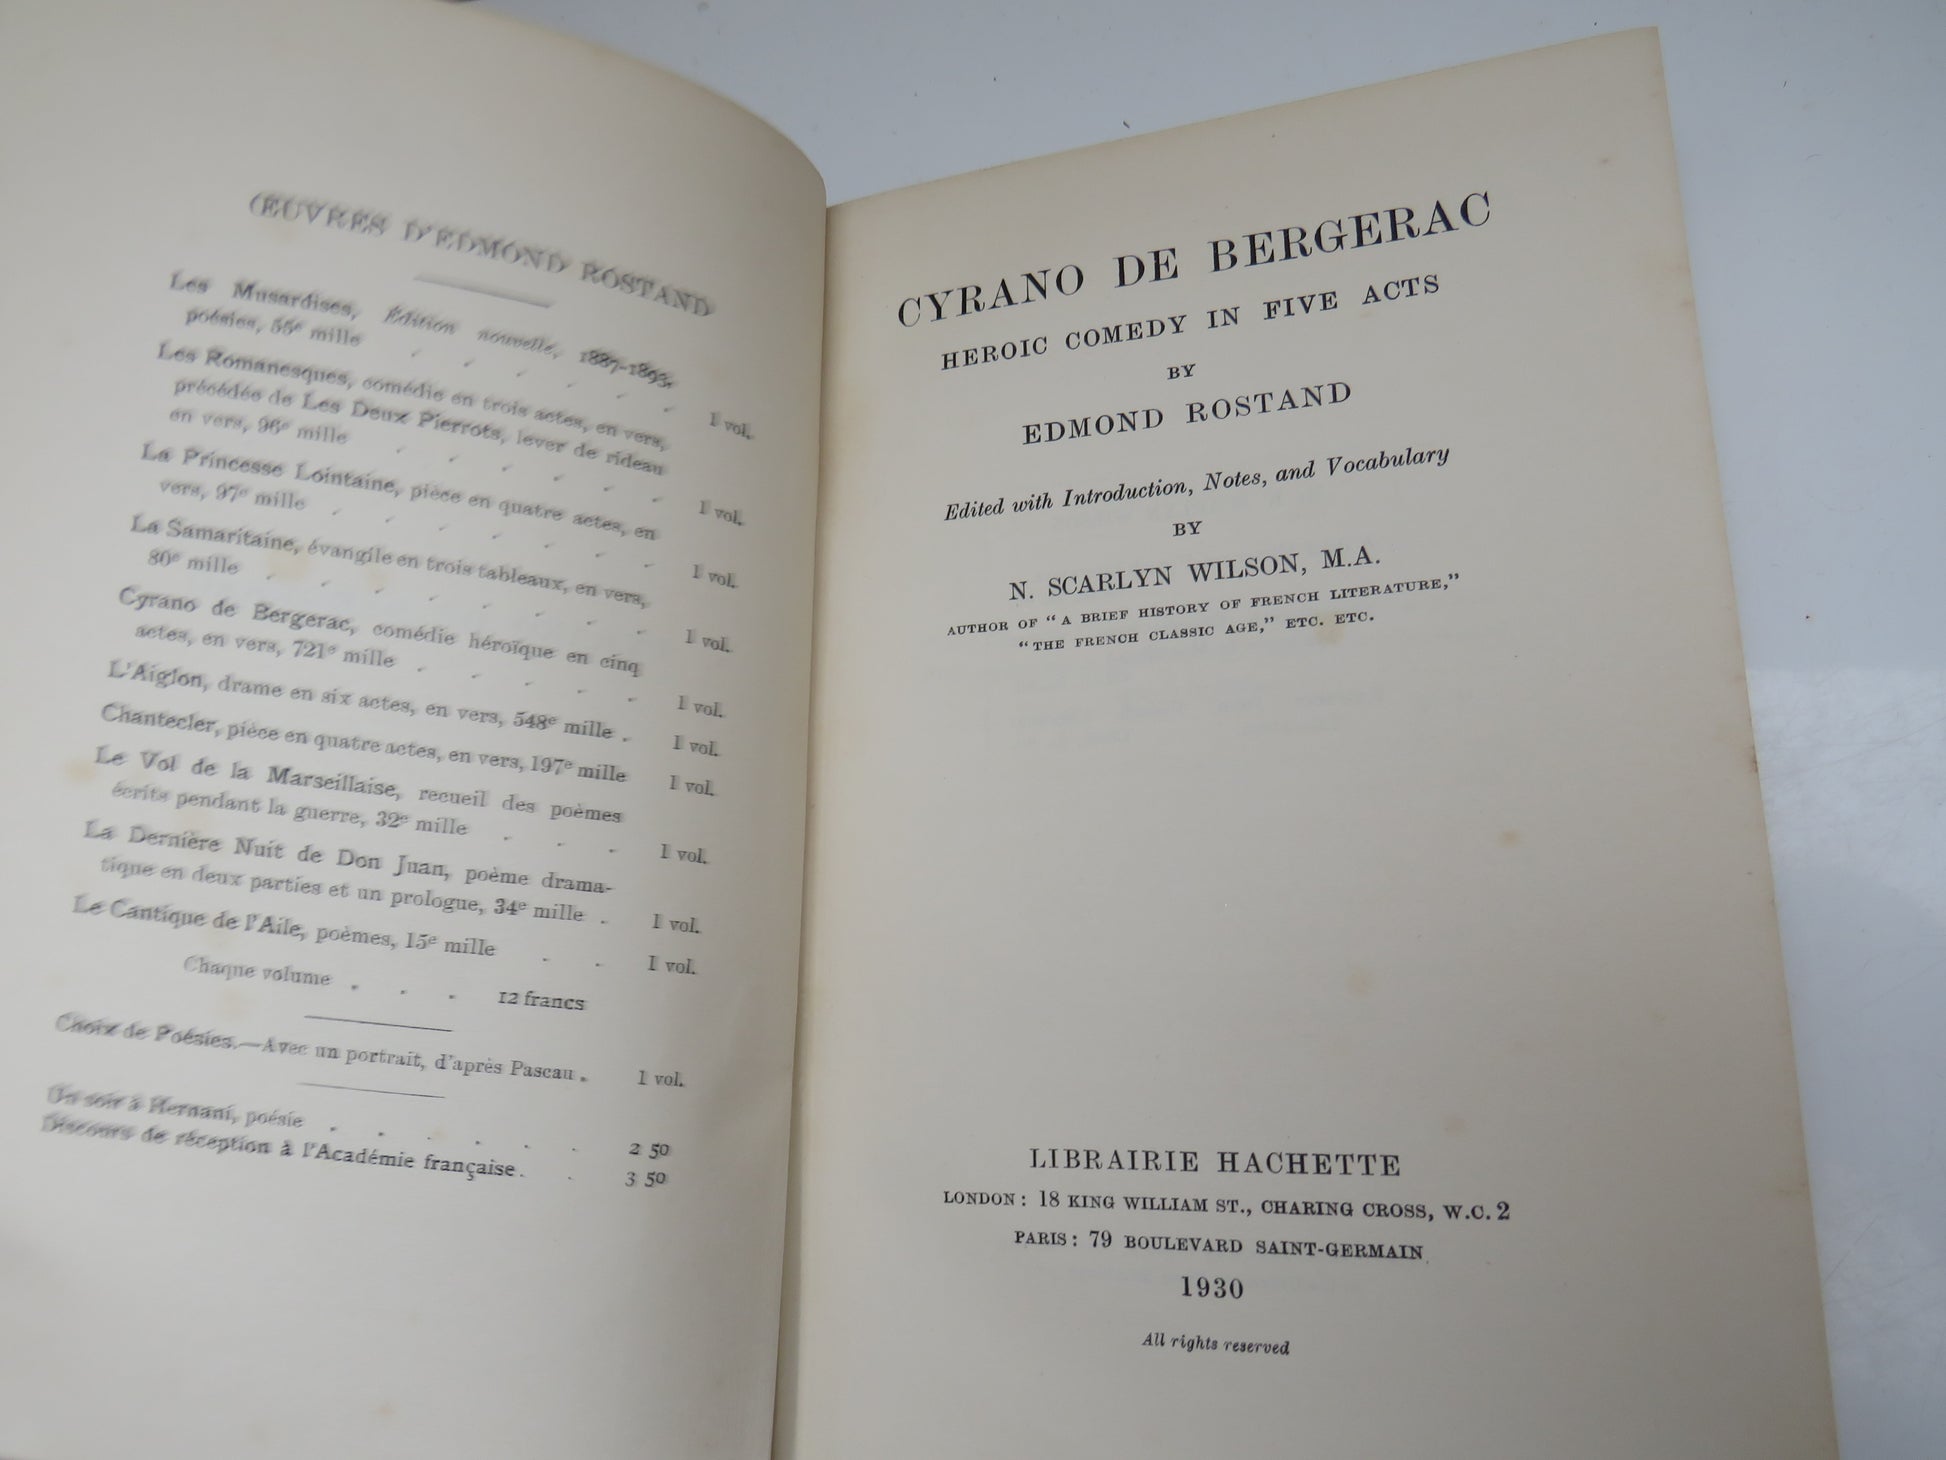 ŒUVRES D'EDMOND ROSTAND
Les Musardises, Édition nouvelle, 1887-1893,
poésies, 55e mille . . . . . . 1 vol.
Les Romanesques, comédie en trois actes, en vers,
précédée de Les Deux Pierrots, lever de rideau
en vers, 96e mille . . . . . . 1 vol.
La Princesse Lointaine, pièce en quatre actes, en
vers, 97e mille . . . . . . 1 vol.
La Samaritaine, évangile en trois tableaux, en vers,
80e mille . . . . . . . . 1 vol.
Cyrano de Bergerac, comédie héroïque en cinq
actes, en vers, 721e mille . . . . . 1 vol.
L'Aiglon, drame en six actes, en vers, 548e mille . 1 vol.
Chantecler, pièce en quatre actes, en vers, 197e mille 1 vol.
Le Vol de la Marseillaise, recueil des poèmes
écrits pendant la guerre, 32e mille . . . 1 vol.
La Dernière Nuit de Don Juan, poème drama-
tique en deux parties et un prologue, 34e mille . 1 vol.
Le Cantique de l'Aile, poèmes, 15e mille . . 1 vol.
Chaque volume . . . 12 francs
Choix de Poésies.—Avec un portrait, d'après Pascau . 1 vol.
Un soir à Hernani, poésie . . . . . . 2 50
Discours de réception à l'Académie française . . 3 50
CYRANO DE BERGERAC
HEROIC COMEDY IN FIVE ACTS
BY
EDMOND ROSTAND
Edited with Introduction, Notes, and Vocabulary
BY
N. SCARLYN WILSON, M.A.
AUTHOR OF “A BRIEF HISTORY OF FRENCH LITERATURE,”
“THE FRENCH CLASSIC AGE,” ETC. ETC.
LIBRAIRIE HACHETTE
LONDON: 18 KING WILLIAM ST., CHARING CROSS, W.C. 2
PARIS: 79 BOULEVARD SAINT-GERMAIN
1930
All rights reserved